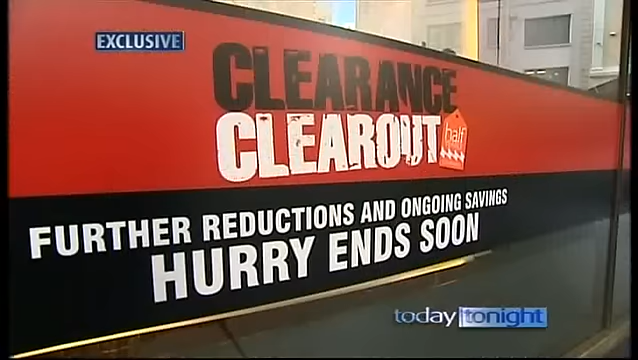 EXCLUSIVE
CLEARANCE
CLEAROUT
half
FURTHER REDUCTIONS AND ONGOING SAVINGS
HURRY ENDS SOON
today tonight